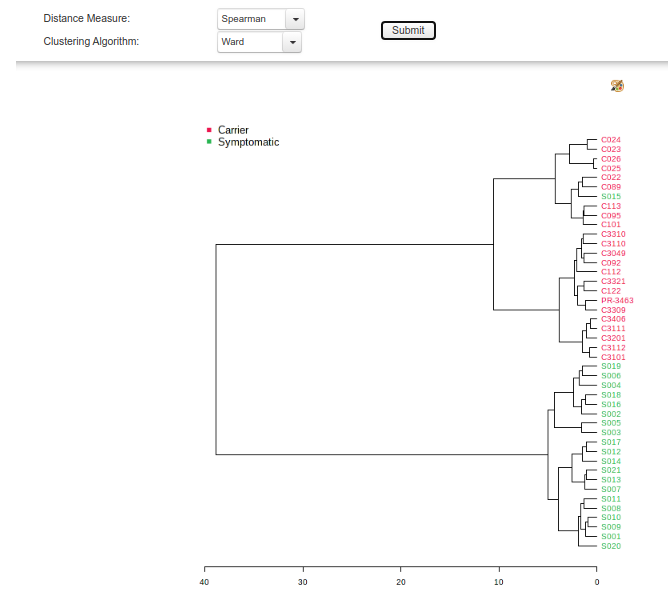 Distance Measure: Spearman
Clustering Algorithm: Ward
Submit
Carrier
Symptomatic
C024
C023
C026
C025
C022
C089
S015
C113
C095
C101
C3310
C3110
C3049
C092
C112
C3321
C122
PR-3463
C3309
C3406
C3111
C3201
C3112
C3101
S019
S006
S004
S018
S016
S002
S005
S003
S017
S012
S014
S021
S013
S007
S011
S008
S010
S009
S001
S020
40 30 20 10 0